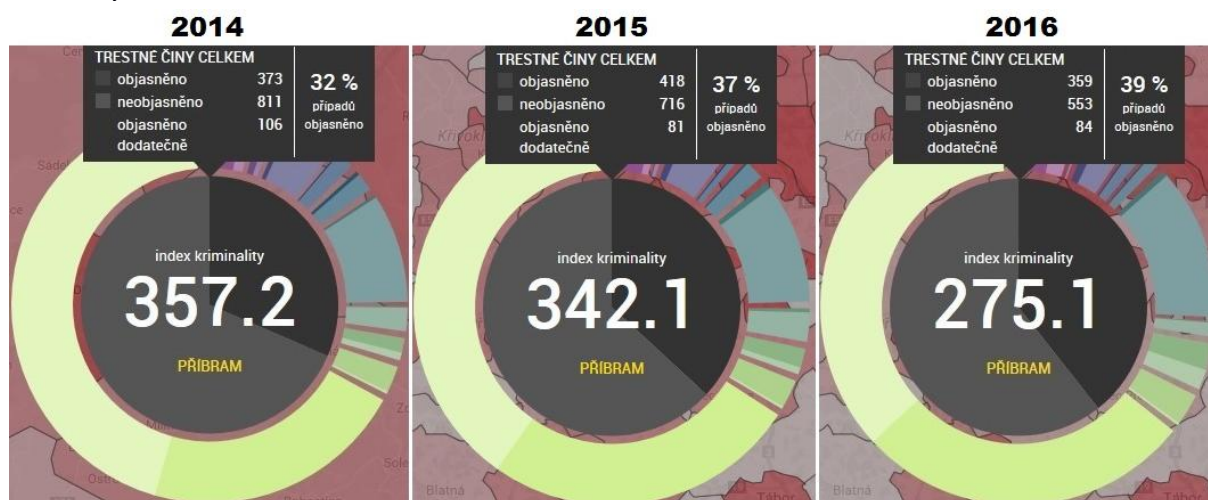 2014
TRESTNÉ ČINY CELKEM
objasněno 373
neobjasněno 811
objasněno 106
dodatečně
32 %
případů
objasněno
index kriminality
357.2
PŘÍBRAM
2015
TRESTNÉ ČINY CELKEM
objasněno 418
neobjasněno 716
objasněno 81
dodatečně
37 %
případů
objasněno
index kriminality
342.1
PŘÍBRAM
Blatná
2016
TRESTNÉ ČINY CELKEM
objasněno 359
neobjasněno 553
objasněno 84
dodatečně
39 %
případů
objasněno
index kriminality
275.1
PŘÍBRAM
Blatná
Tábor